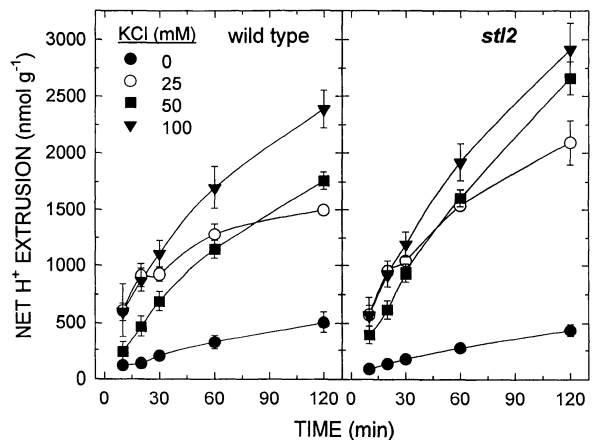 NET H⁺ EXTRUSION (nmol g⁻¹)
3000
2500
2000
1500
1000
500
0
KCl (mM)
0
25
50
100
wild type
stl2
0 30 60 90 120
0 30 60 90 120
TIME (min)